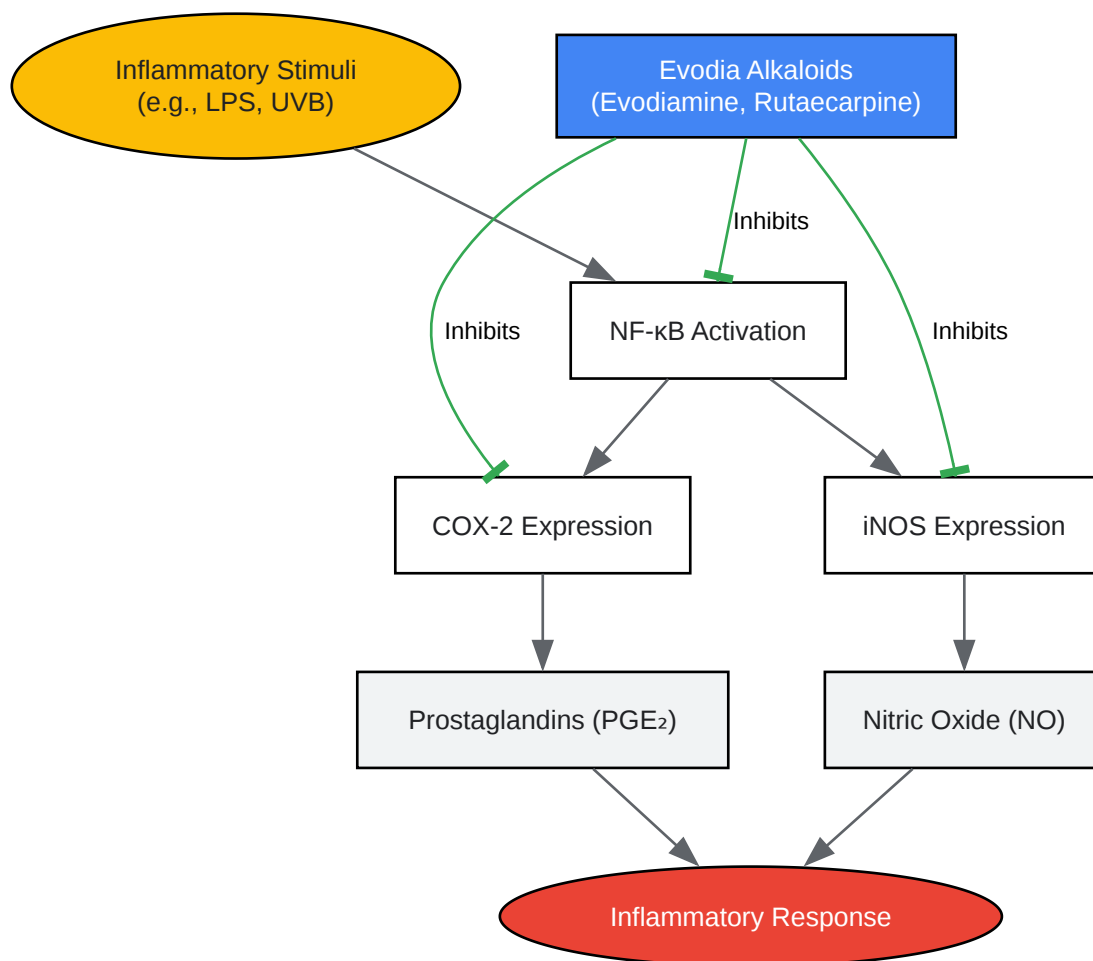 Inflammatory Stimuli
(e.g., LPS, UVB)
Evodia Alkaloids
(Evodiamine, Rutaecarpine)
Inhibits
NF-κB Activation
Inhibits
Inhibits
COX-2 Expression
iNOS Expression
Prostaglandins (PGE₂)
Nitric Oxide (NO)
Inflammatory Response